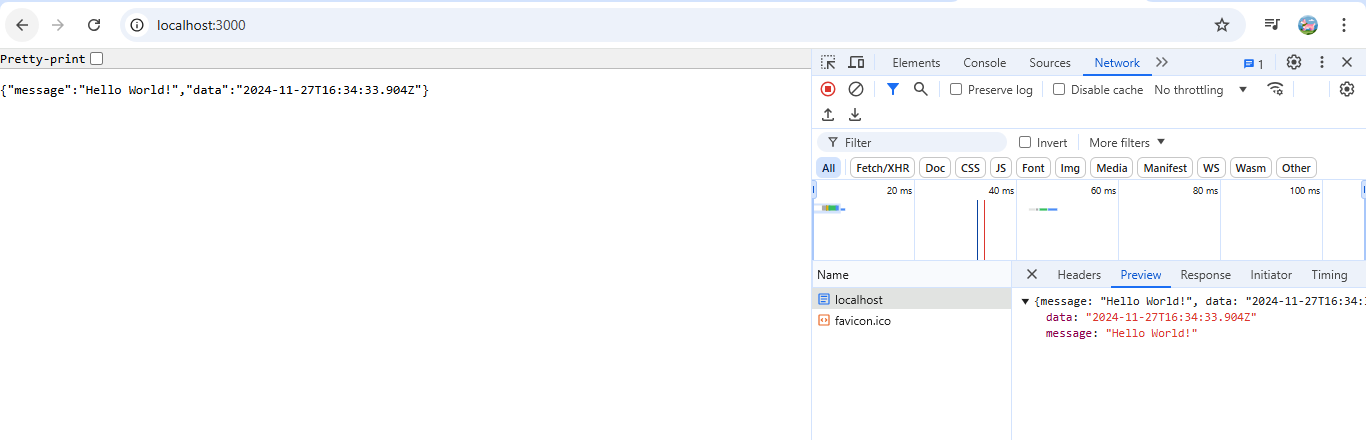 localhost:3000
Pretty-print
{"message":"Hello World!","data":"2024-11-27T16:34:33.904Z"}
Elements Console Sources Network 1
Preserve log Disable cache No throttling
Filter Invert More filters
All Fetch/XHR Doc CSS JS Font Img Media Manifest WS Wasm Other
20 ms 40 ms 60 ms 80 ms 100 ms
Name
localhost
favicon.ico
Headers Preview Response Initiator Timing
{message: "Hello World!", data: "2024-11-27T16:34:
data: "2024-11-27T16:34:33.904Z"
message: "Hello World!"